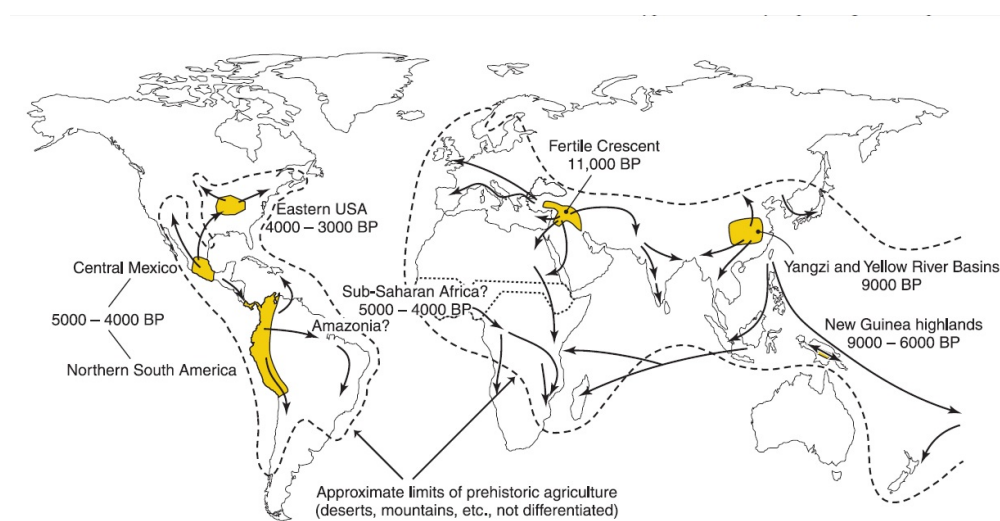 Fertile Crescent
11,000 BP
Eastern USA
4000 – 3000 BP
Central Mexico
5000 – 4000 BP
Northern South America
Sub-Saharan Africa?
5000 – 4000 BP
Amazonia?
Yangzi and Yellow River Basins
9000 BP
New Guinea highlands
9000 – 6000 BP
Approximate limits of prehistoric agriculture
(deserts, mountains, etc., not differentiated)